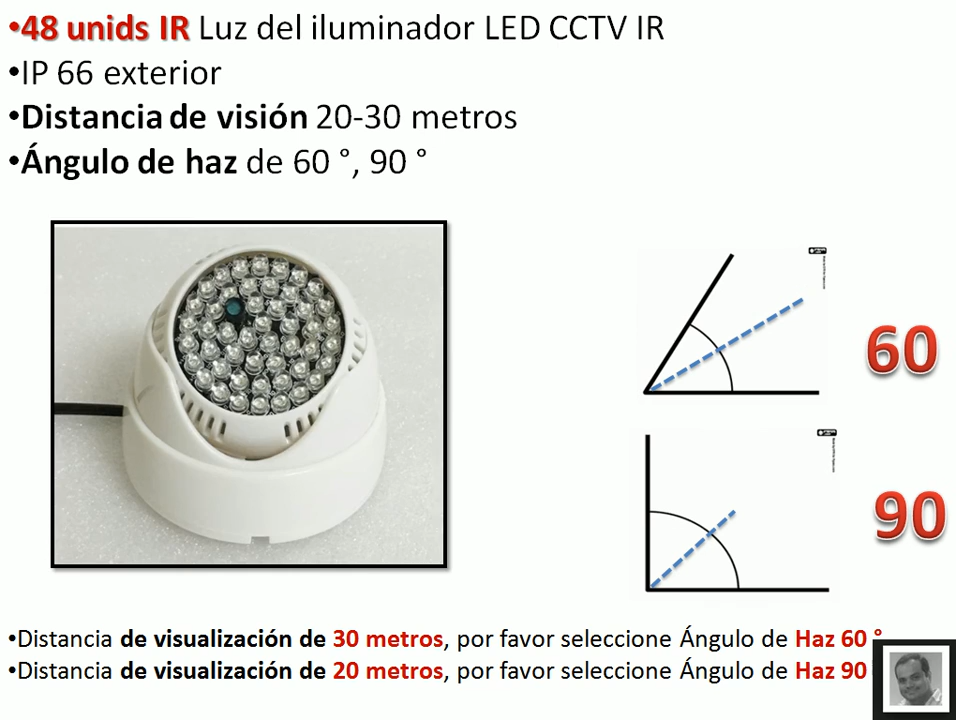 •48 unids IR Luz del iluminador LED CCTV IR
•IP 66 exterior
•Distancia de visión 20-30 metros
•Ángulo de haz de 60 °, 90 °
60
90
•Distancia de visualización de 30 metros, por favor seleccione Ángulo de Haz 60 °
•Distancia de visualización de 20 metros, por favor seleccione Ángulo de Haz 90